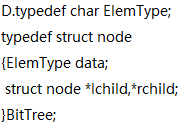 D.typedef char ElemType;
typedef struct node
{ElemType data;
struct node *lchild,*rchild;
}BitTree;